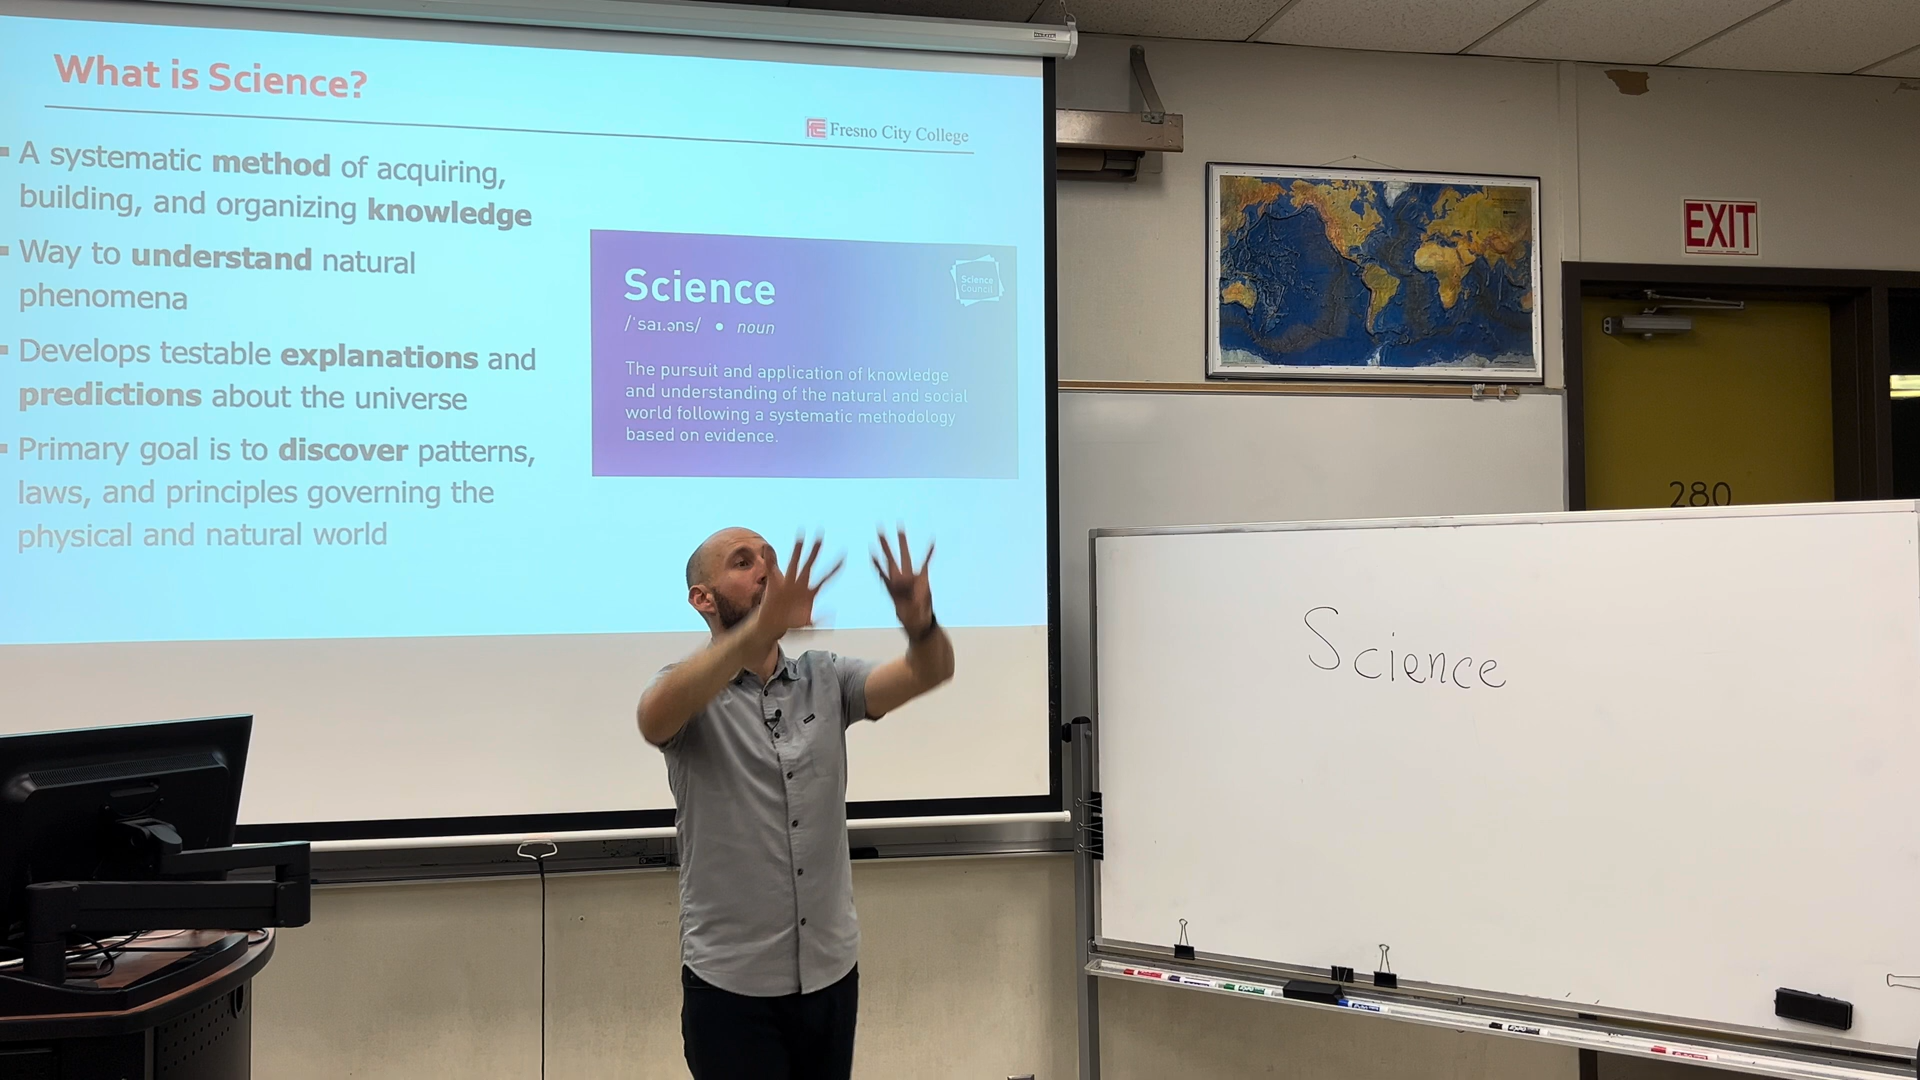 What is Science?
Fresno City College
A systematic method of acquiring,
building, and organizing knowledge
Way to understand natural
phenomena
Develops testable explanations and
predictions about the universe
Primary goal is to discover patterns,
laws, and principles governing the
physical and natural world
Science
/ˈsaɪ.əns/ • noun
The pursuit and application of knowledge
and understanding of the natural and social
world following a systematic methodology
based on evidence.
Science
Council
EXIT
280
Science